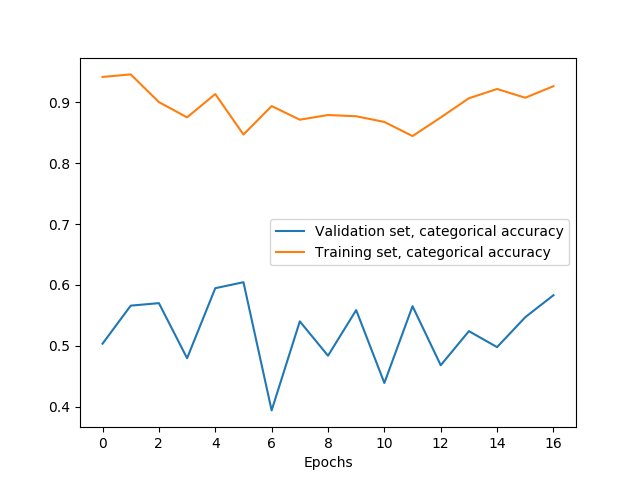 0.9
0.8
0.7
0.6
0.5
0.4
Validation set, categorical accuracy
Training set, categorical accuracy
0 2 4 6 8 10 12 14 16
Epochs